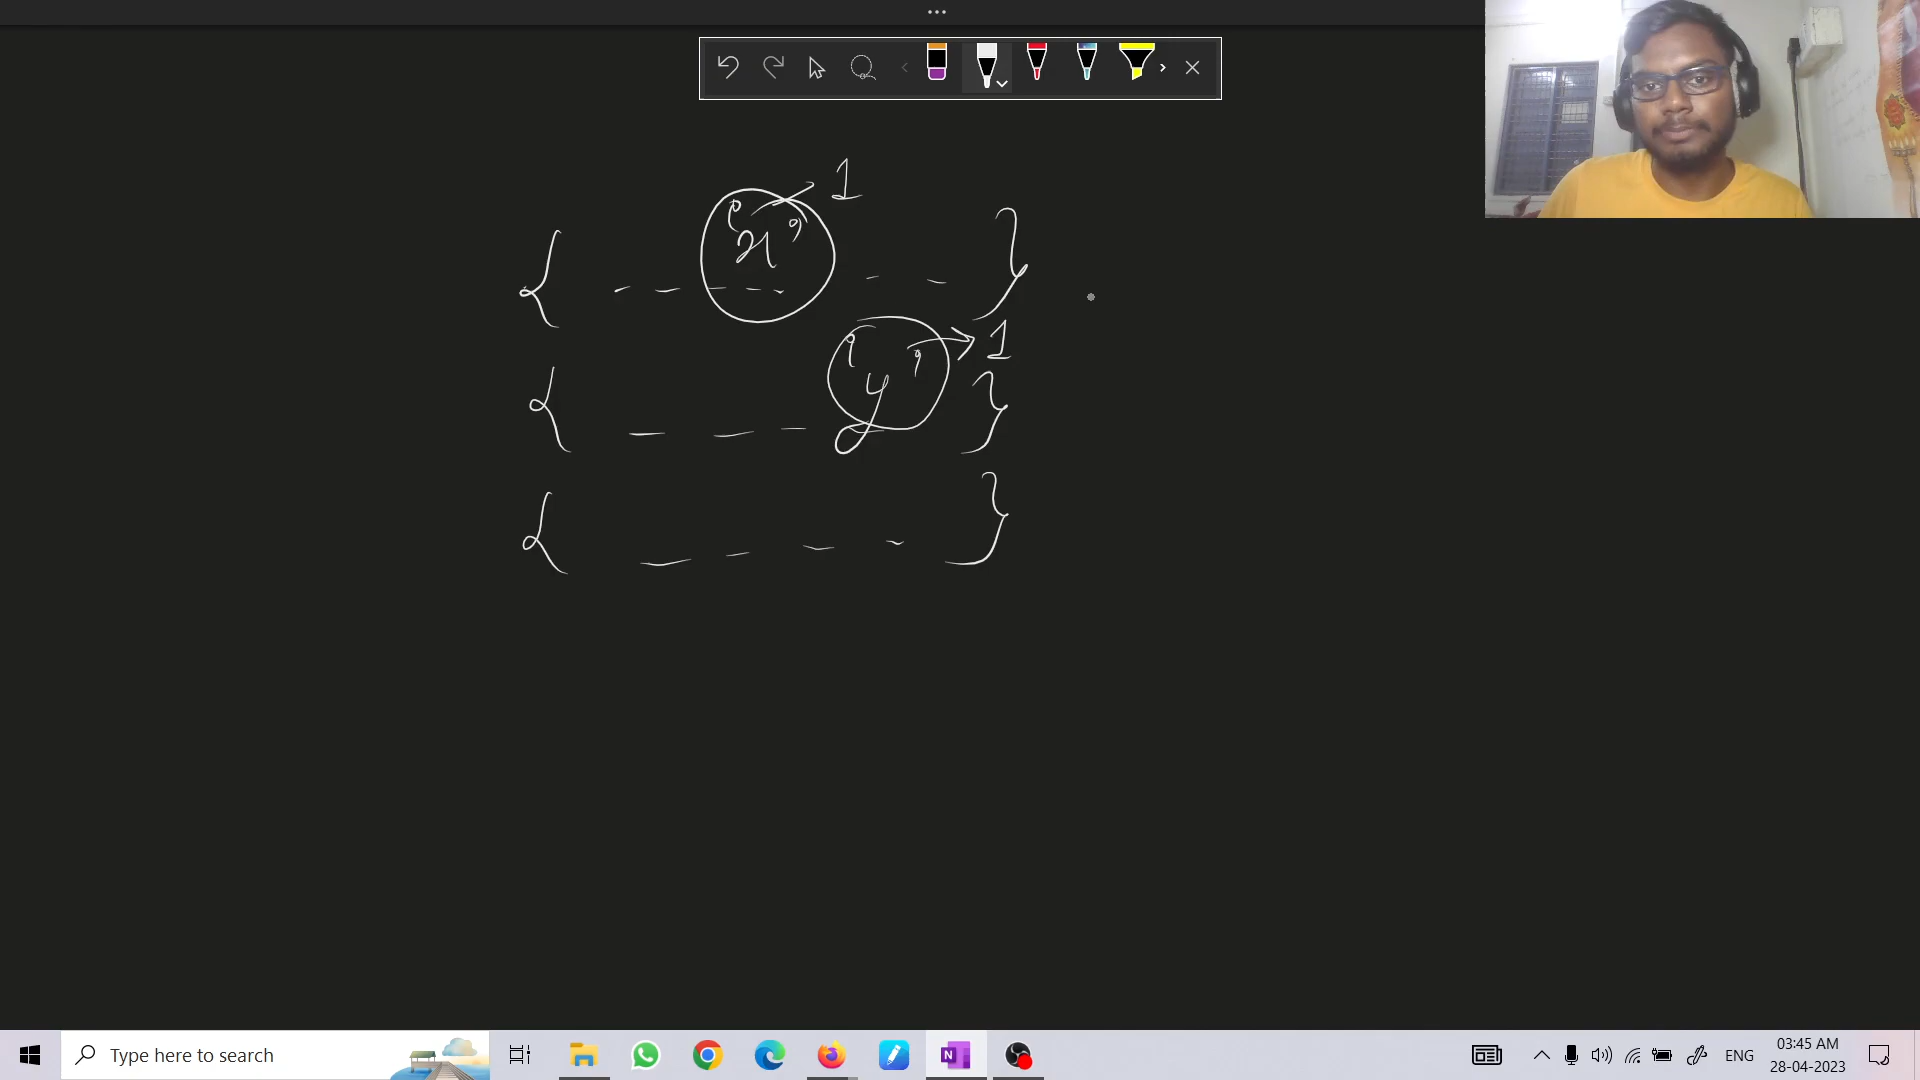 1
{ - - - 'x' - - - }
{ - - - 'y' → 1 }
{ - - - - }
Type here to search
ENG
03:45 AM
28-04-2023